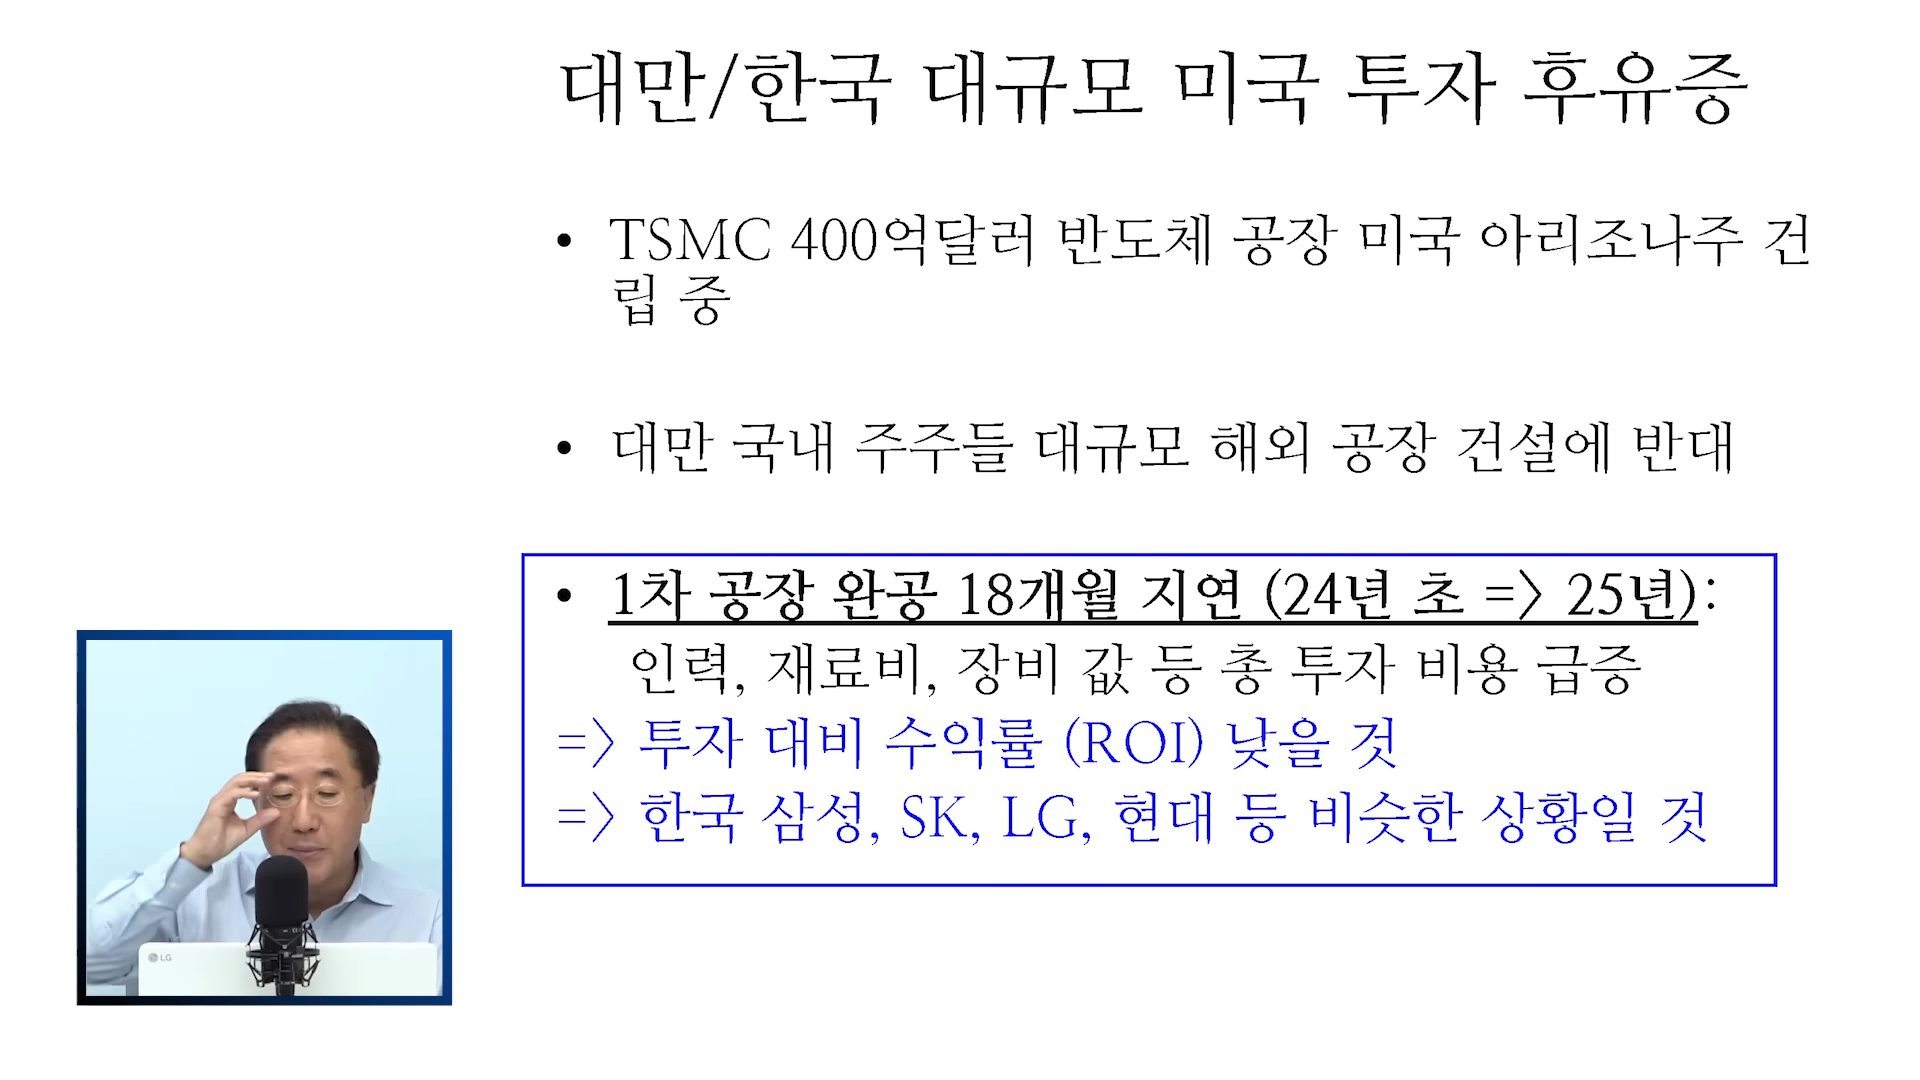 대만/한국 대규모 미국 투자 후유증
• TSMC 400억달러 반도체 공장 미국 아리조나주 건
립 중
• 대만 국내 주주들 대규모 해외 공장 건설에 반대
• 1차 공장 완공 18개월 지연 (24년 초 => 25년):
인력, 재료비, 장비 값 등 총 투자 비용 급증
=> 투자 대비 수익률 (ROI) 낮을 것
=> 한국 삼성, SK, LG, 현대 등 비슷한 상황일 것
LG